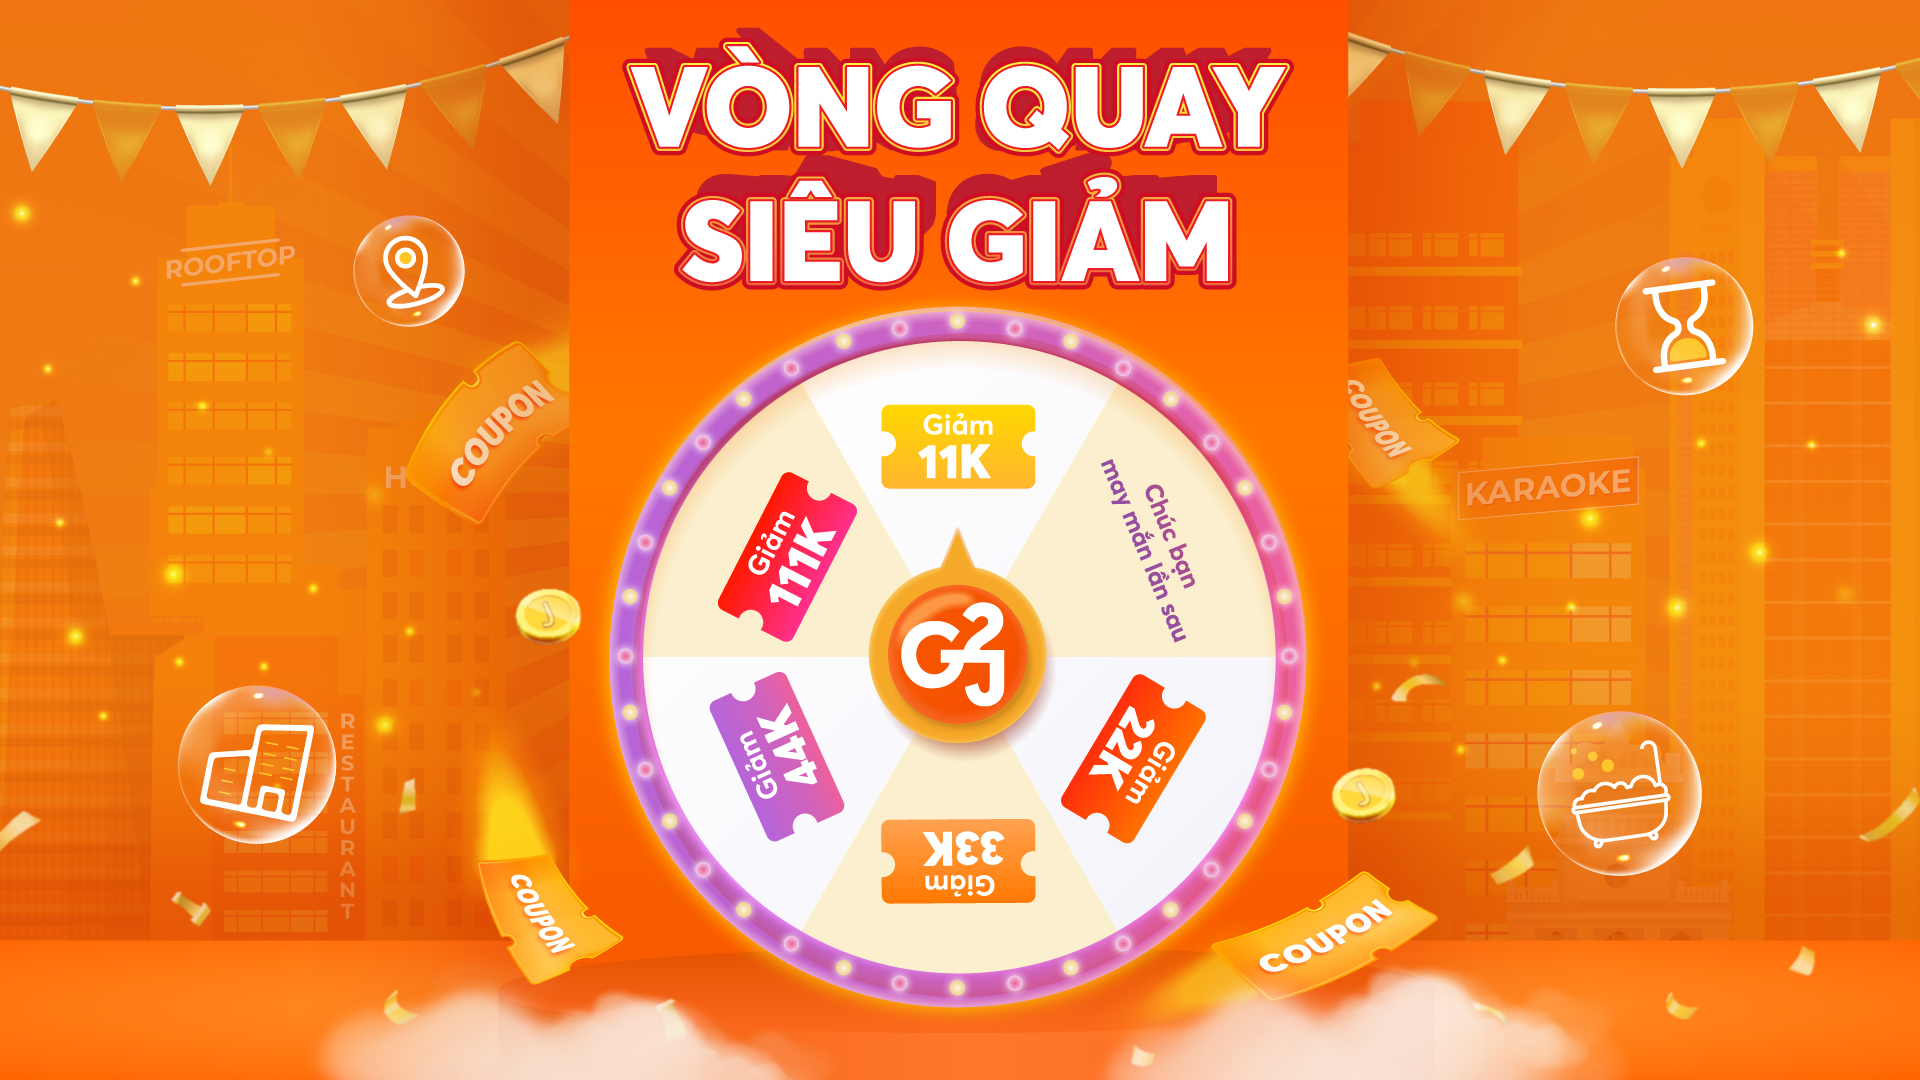 VÒNG QUAY
SIÊU GIẢM
ROOFTOP
H
RESTAURANT
COUPON
COUPON
Giảm
11K
Chúc bạn
may mắn lần sau
Giảm
22K
Giảm
33K
Giảm
44K
Giảm
111K
G2J
COUPON
KARAOKE
COUPON
J
J